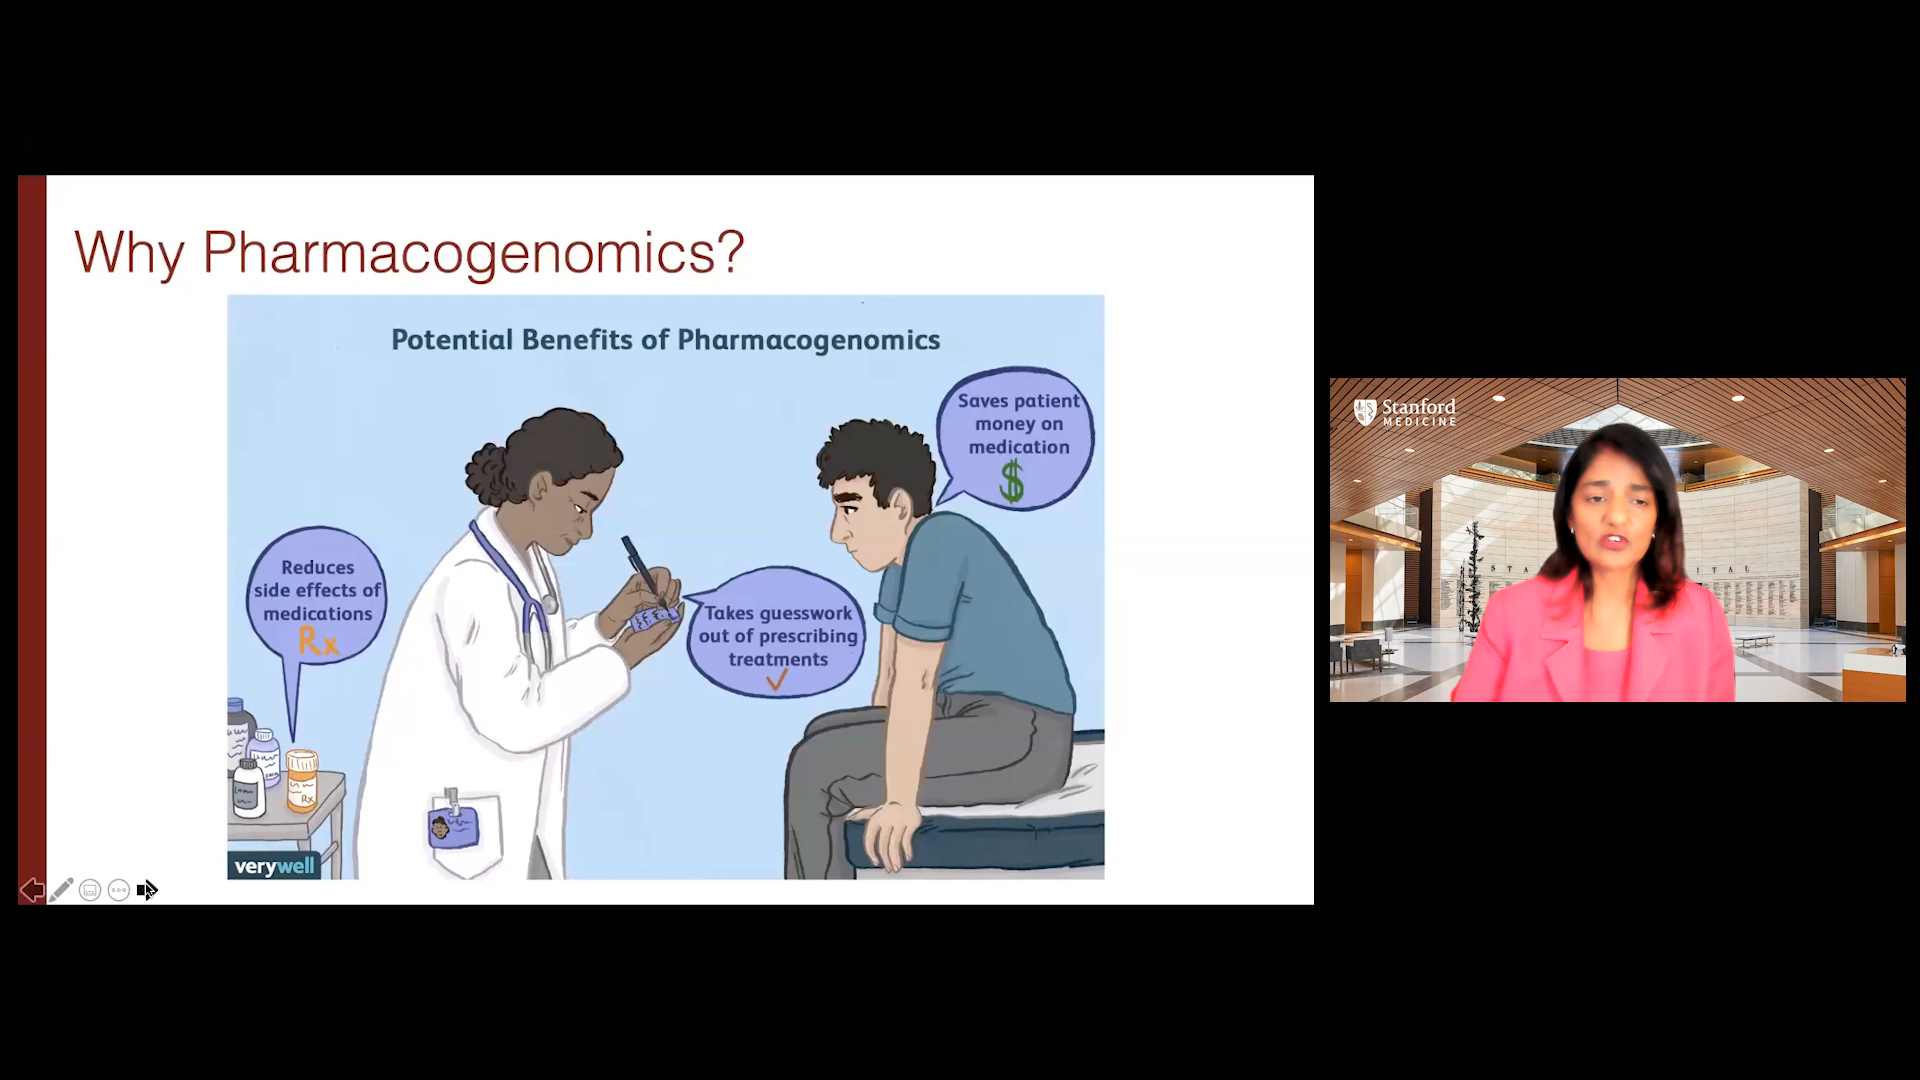 Why Pharmacogenomics?
Potential Benefits of Pharmacogenomics
Saves patient
money on
medication
$
Reduces
side effects of
medications
Rx
Takes guesswork
out of prescribing
treatments
Rx
verywell
Stanford
MEDICINE